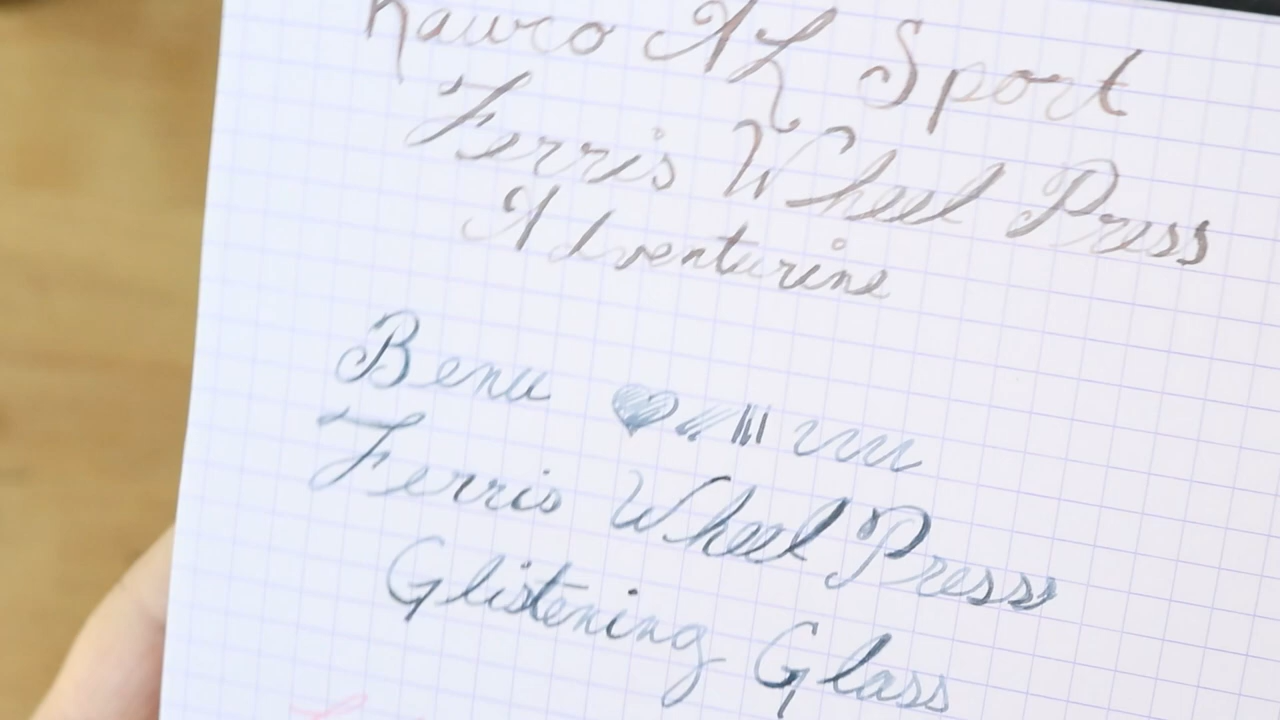 Kaweco AL Sport
Ferris Wheel Press
Adventurine
Benu
Ferris Wheel Presss
Glistening Glass